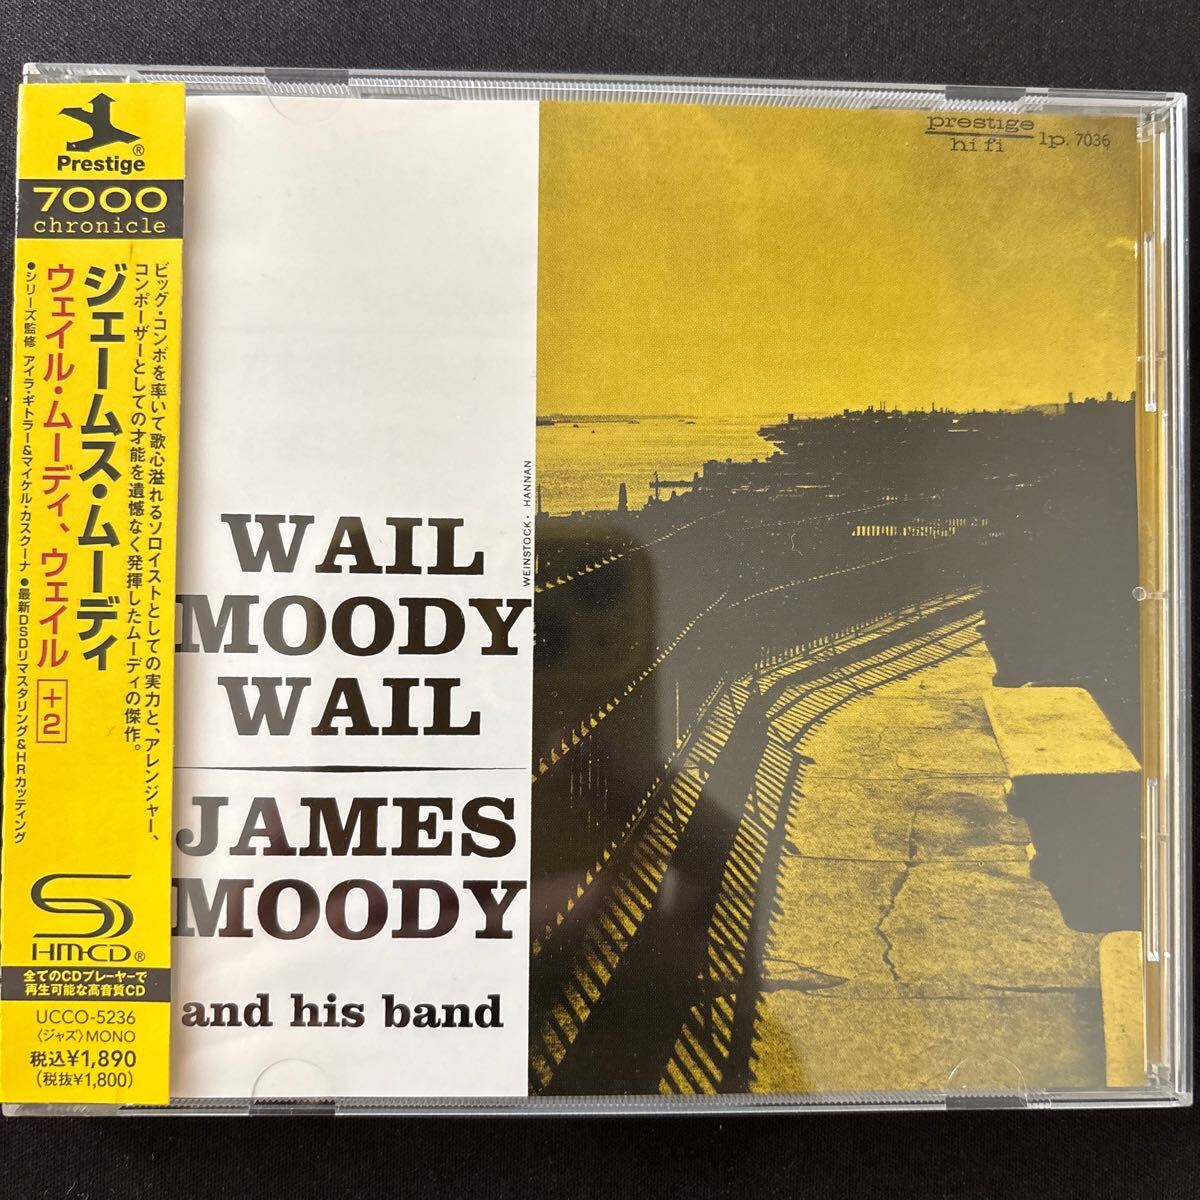 Prestige®
7000
chronicle
ビッグ・コンボを率いて歌心溢れるソロイストとしての実力と、アレンジャー、
コンポーザーとしての才能を遺憾なく発揮したムーディの傑作。
ジェームス・ムーディ
ウェイル・ムーディ、ウェイル +2
●シリーズ監修 アイラ・ギトラー&マイケル・カスクーナ ●最新DSDリマスタリング&HRカッティング
SHM-CD®
全てのCDプレーヤーで
再生可能な高音質CD
UCCO-5236
〈ジャズ〉MONO
税込¥1,890
(税抜¥1,800)
WAIL
MOODY
WAIL
JAMES
MOODY
and his band
WEINSTOCK・HANNAN
prestige
hi fi
lp. 7036